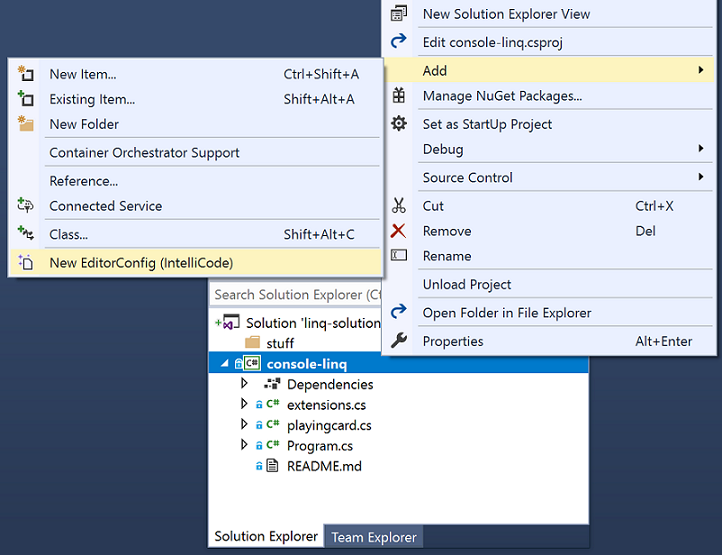 New Solution Explorer View
Edit console-linq.csproj
Add
Manage NuGet Packages...
Set as StartUp Project
Debug
Source Control
Cut Ctrl+X
Remove Del
Rename
Unload Project
Open Folder in File Explorer
Properties Alt+Enter
New Item... Ctrl+Shift+A
Existing Item... Shift+Alt+A
New Folder
Container Orchestrator Support
Reference...
Connected Service
Class... Shift+Alt+C
New EditorConfig (IntelliCode)
Search Solution Explorer (Ct
Solution 'linq-solution
stuff
C# console-linq
Dependencies
C# extensions.cs
C# playingcard.cs
C# Program.cs
README.md
Solution Explorer Team Explorer